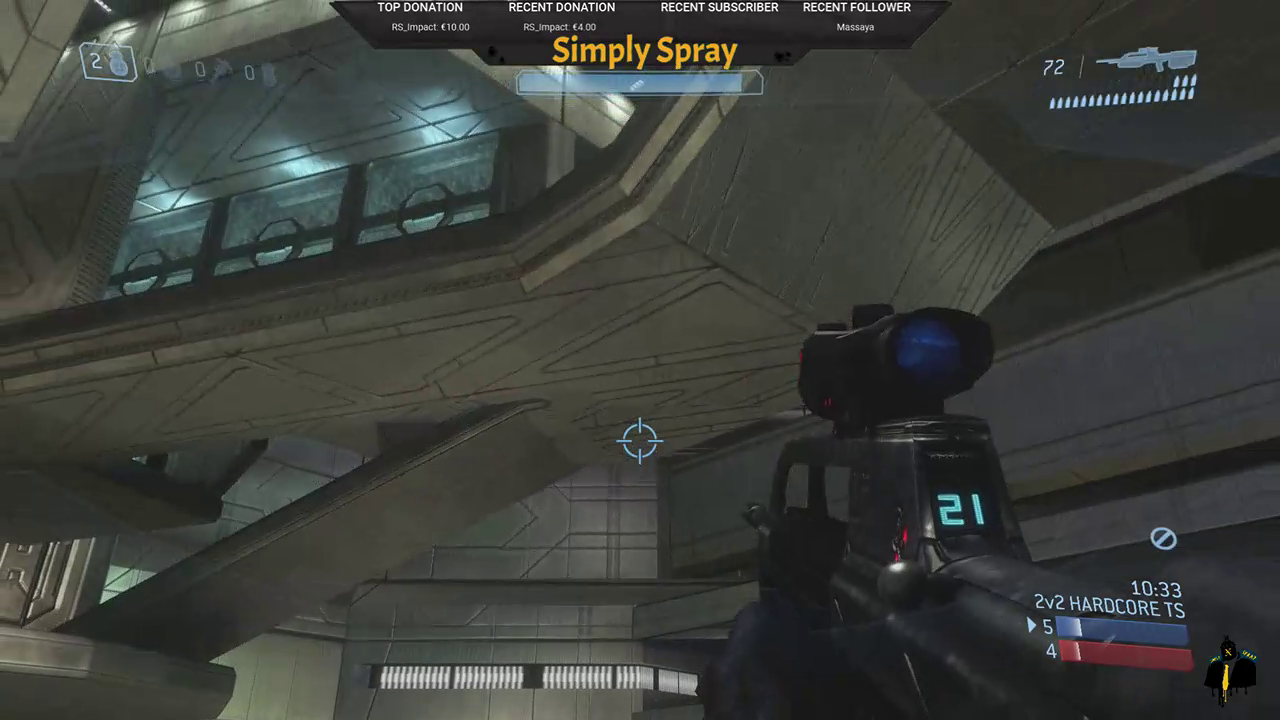 TOP DONATION
RECENT DONATION
RECENT SUBSCRIBER
RECENT FOLLOWER
RS_Impact: €10.00
RS_Impact: €4.00
Massaya
Simply Spray
2
0
0
0
72
21
10:33
2v2 HARDCORE TS
5
4